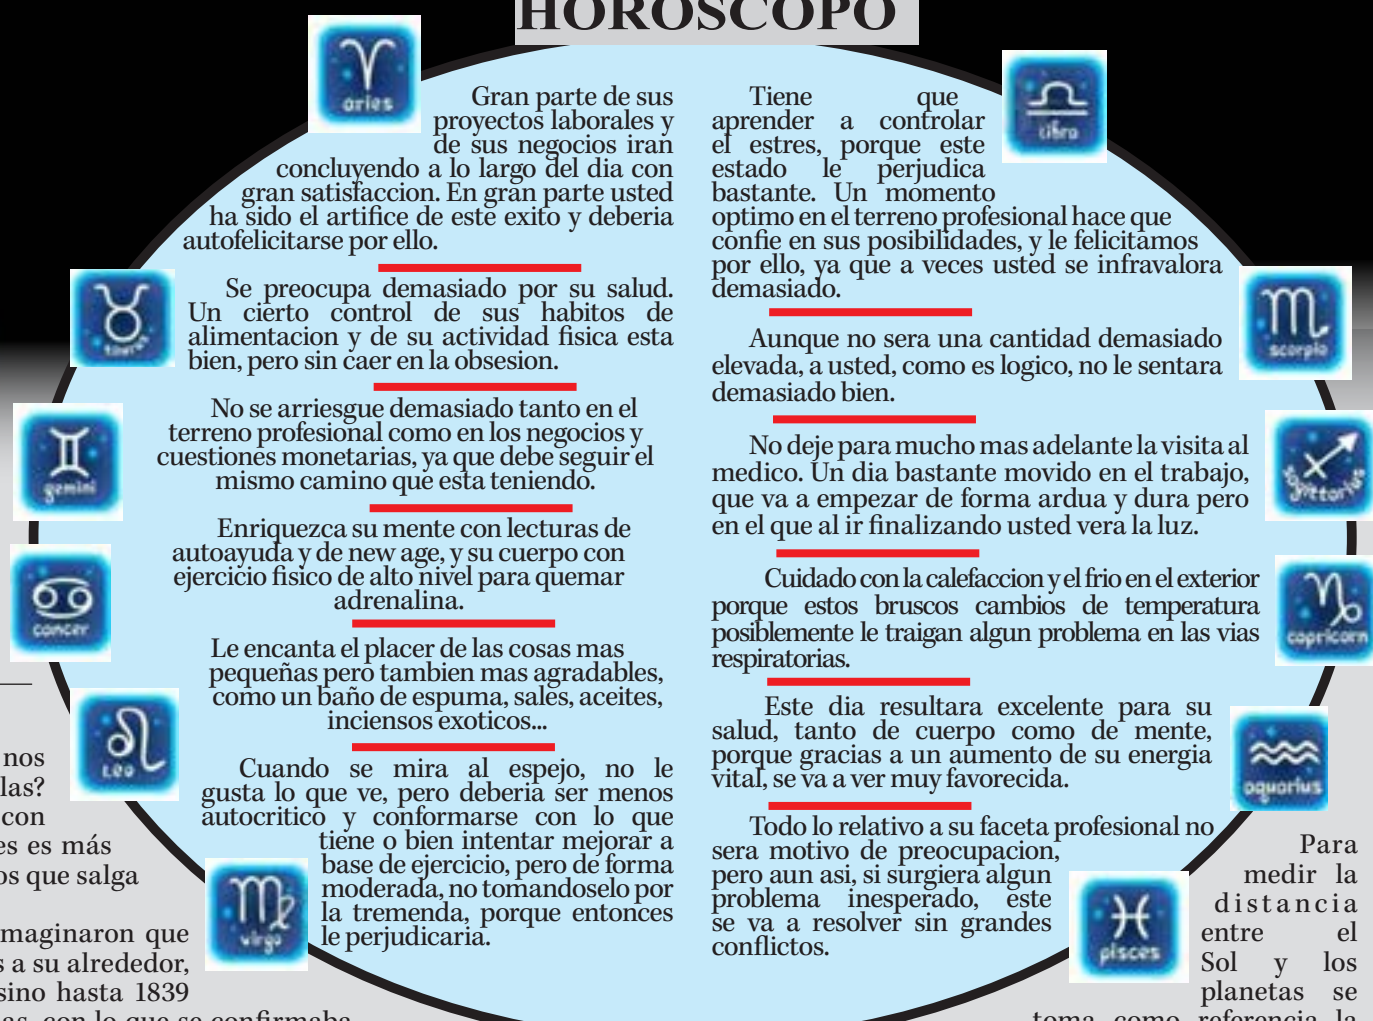 HOROSCOPO
aries
Gran parte de sus
proyectos laborales y
de sus negocios iran
concluyendo a lo largo del dia con
gran satisfaccion. En gran parte usted
ha sido el artifice de este exito y deberia
autofelicitarse por ello.
taurus
Se preocupa demasiado por su salud.
Un cierto control de sus habitos de
alimentacion y de su actividad fisica esta
bien, pero sin caer en la obsesion.
gemini
No se arriesgue demasiado tanto en el
terreno profesional como en los negocios y
cuestiones monetarias, ya que debe seguir el
mismo camino que esta teniendo.
cancer
Enriquezca su mente con lecturas de
autoayuda y de new age, y su cuerpo con
ejercicio fisico de alto nivel para quemar
adrenalina.
Leo
Le encanta el placer de las cosas mas
pequeñas pero tambien mas agradables,
como un baño de espuma, sales, aceites,
inciensos exoticos...
virgo
Cuando se mira al espejo, no le
gusta lo que ve, pero deberia ser menos
autocritico y conformarse con lo que
tiene o bien intentar mejorar a
base de ejercicio, pero de forma
moderada, no tomandoselo por
la tremenda, porque entonces
le perjudicaria.
libra
Tiene que
aprender a controlar
el estres, porque este
estado le perjudica
bastante. Un momento
optimo en el terreno profesional hace que
confie en sus posibilidades, y le felicitamos
por ello, ya que a veces usted se infravalora
demasiado.
scorpio
Aunque no sera una cantidad demasiado
elevada, a usted, como es logico, no le sentara
demasiado bien.
sagittarius
No deje para mucho mas adelante la visita al
medico. Un dia bastante movido en el trabajo,
que va a empezar de forma ardua y dura pero
en el que al ir finalizando usted vera la luz.
capricorn
Cuidado con la calefaccion y el frio en el exterior
porque estos bruscos cambios de temperatura
posiblemente le traigan algun problema en las vias
respiratorias.
aquarius
Este dia resultara excelente para su
salud, tanto de cuerpo como de mente,
porque gracias a un aumento de su energia
vital, se va a ver muy favorecida.
pisces
Todo lo relativo a su faceta profesional no
sera motivo de preocupacion,
pero aun asi, si surgiera algun
problema inesperado, este
se va a resolver sin grandes
conflictos.
nos
las?
con
es es más
os que salga
maginaron que
s a su alrededor,
sino hasta 1839
as, con lo que se confirmaba
Para
medir la
distancia
entre el
Sol y los
planetas se
toma como referencia la